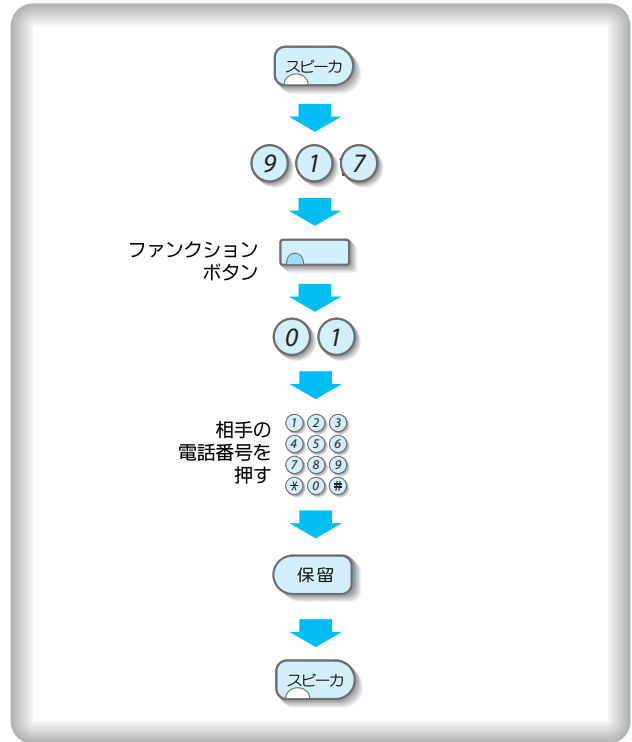 スピーカ
9 1 7
ファンクション
ボタン
0 1
相手の
電話番号を
押す
1 2 3
4 5 6
7 8 9
* 0 #
保留
スピーカ